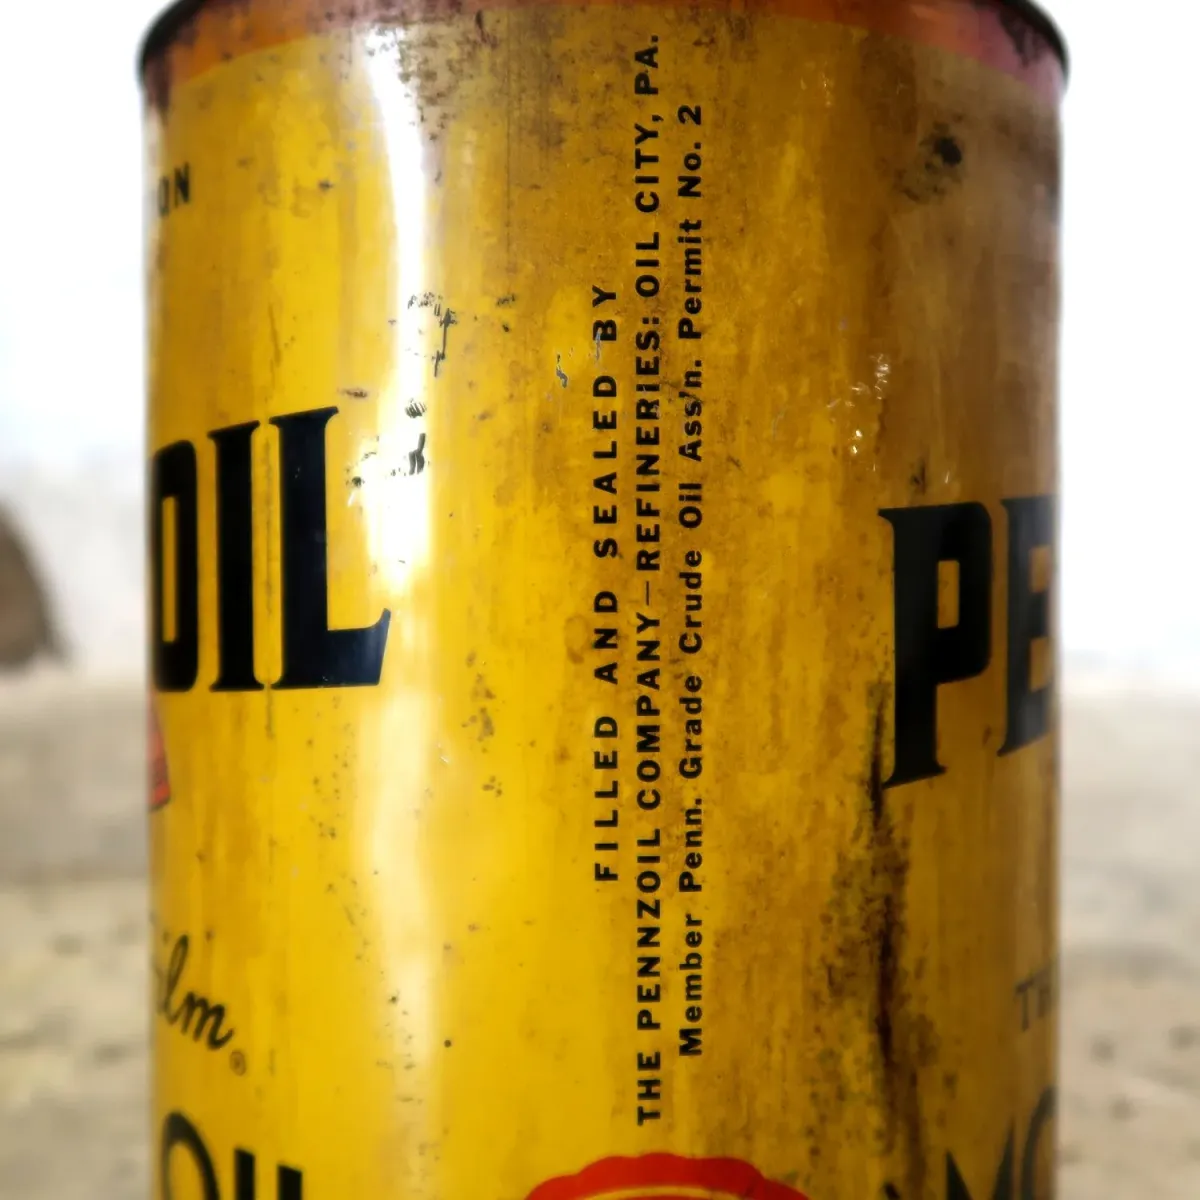 OIL
FILLED AND SEALED BY
THE PENNZOIL COMPANY—REFINERIES: OIL CITY, PA.
Member Penn. Grade Crude Oil Ass'n. Permit No. 2
PE